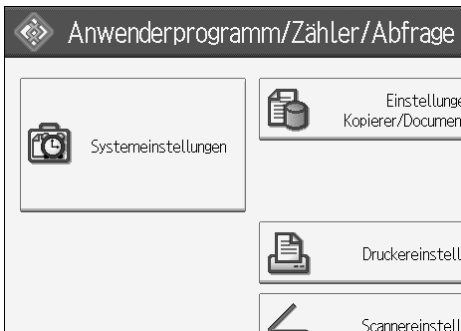 Anwenderprogramm/Zähler/Abfrage
Systemeinstellungen
Einstellunge
Kopierer/Documen
Druckereinstell
Scannereinstell